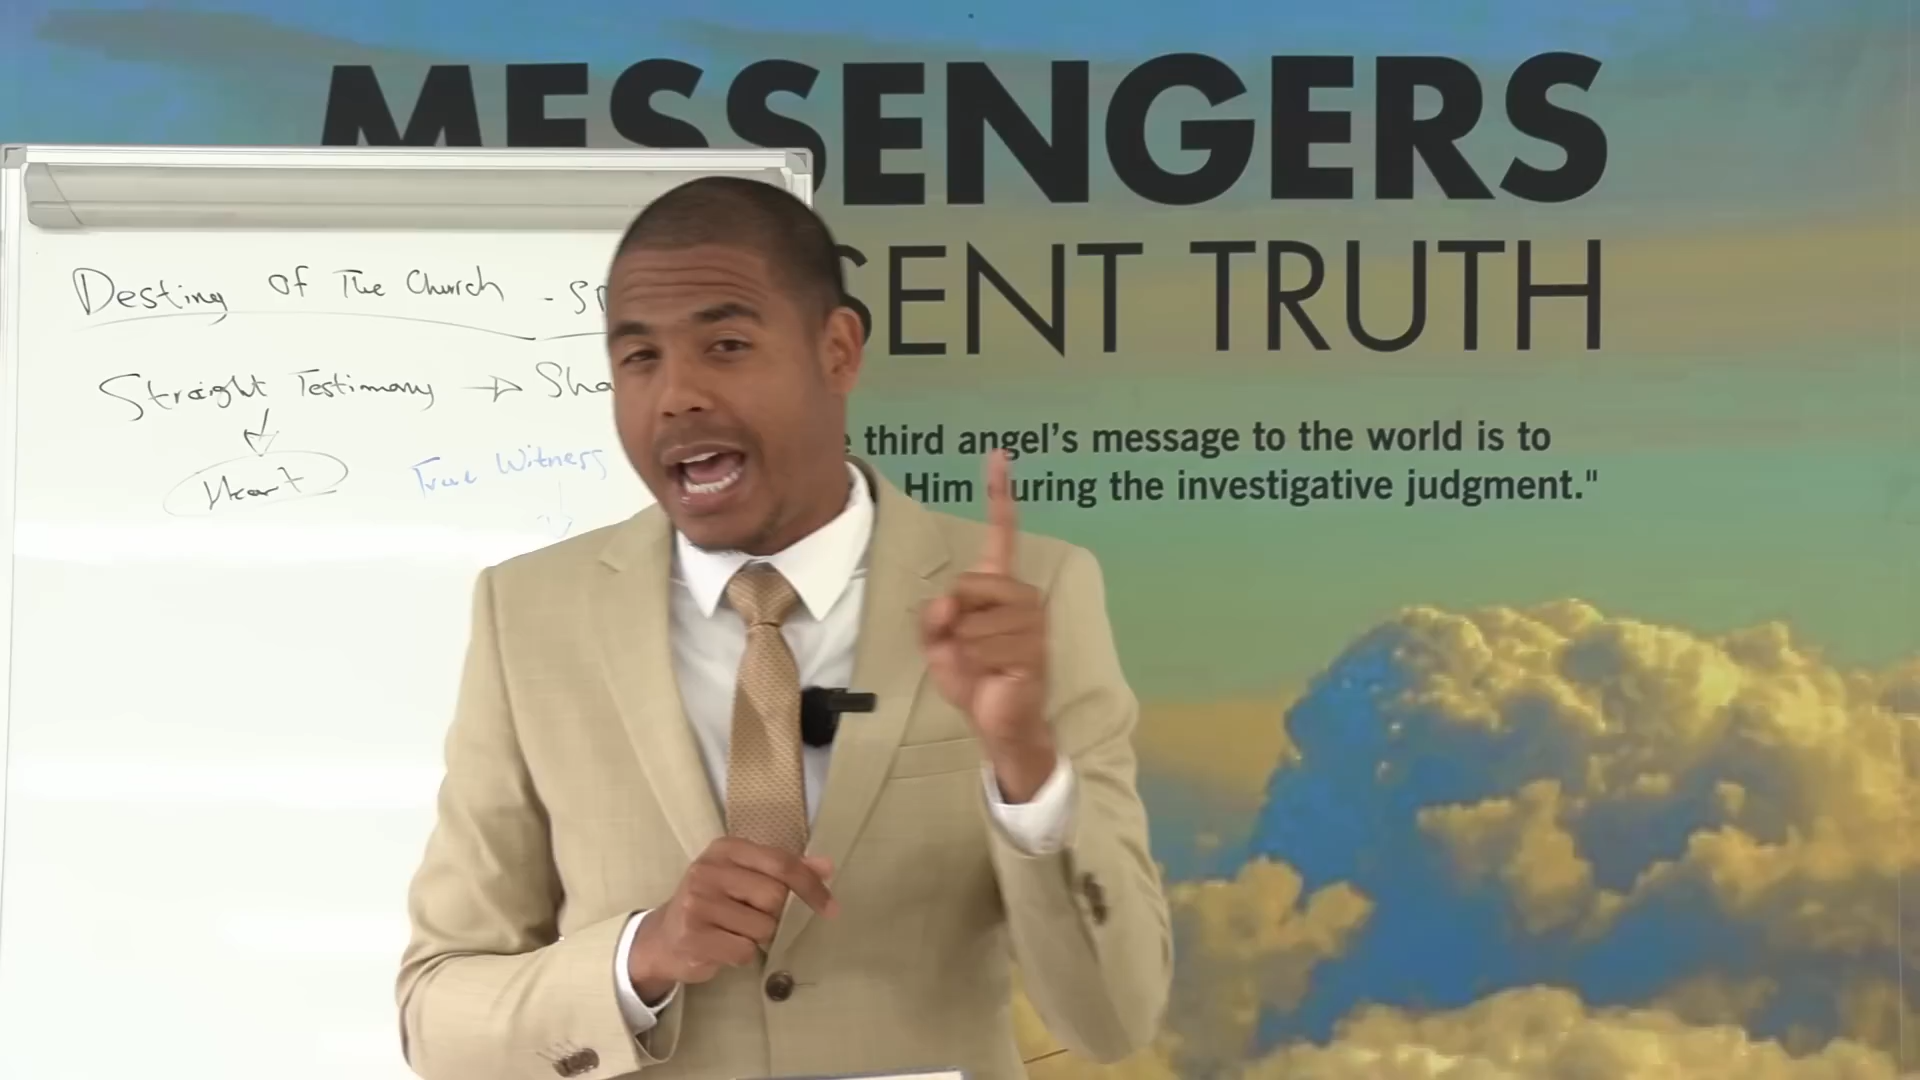 MESSENGERS
SENT TRUTH
third angel's message to the world is to
Him during the investigative judgment."
Destiny of The Church -
Straight Testimony → Sha
Heart
True Witness